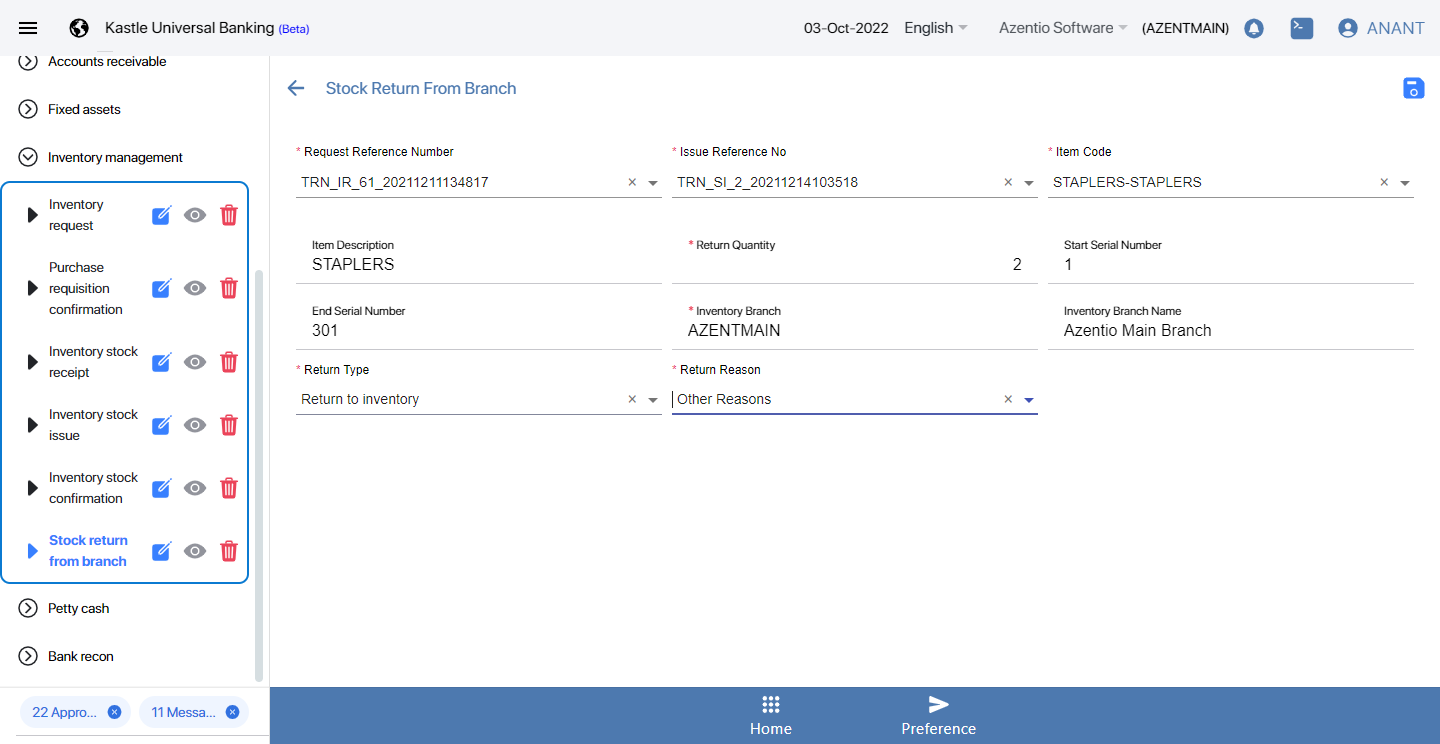 Kastle Universal Banking (Beta)
03-Oct-2022
English
Azentio Software
(AZENTMAIN)
ANANT
Accounts receivable
Fixed assets
Inventory management
Inventory
request
Purchase
requisition
confirmation
Inventory stock
receipt
Inventory stock
issue
Inventory stock
confirmation
Stock return
from branch
Petty cash
Bank recon
22 Appro...
11 Messa...
Stock Return From Branch
* Request Reference Number
TRN_IR_61_20211211134817
* Issue Reference No
TRN_SI_2_20211214103518
* Item Code
STAPLERS-STAPLERS
Item Description
STAPLERS
* Return Quantity
2
Start Serial Number
1
End Serial Number
301
* Inventory Branch
AZENTMAIN
Inventory Branch Name
Azentio Main Branch
* Return Type
Return to inventory
* Return Reason
Other Reasons
Home
Preference